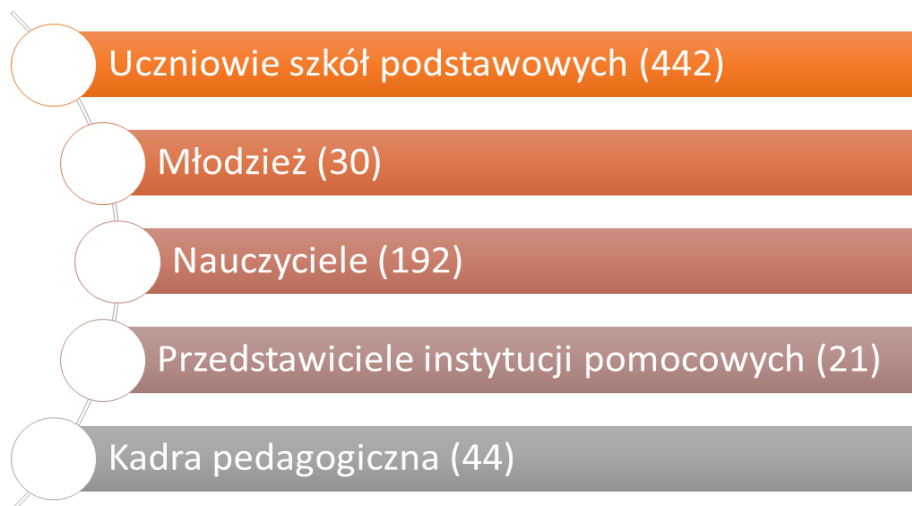 Uczniowie szkół podstawowych (442)
Młodzież (30)
Nauczyciele (192)
Przedstawiciele instytucji pomocowych (21)
Kadra pedagogiczna (44)